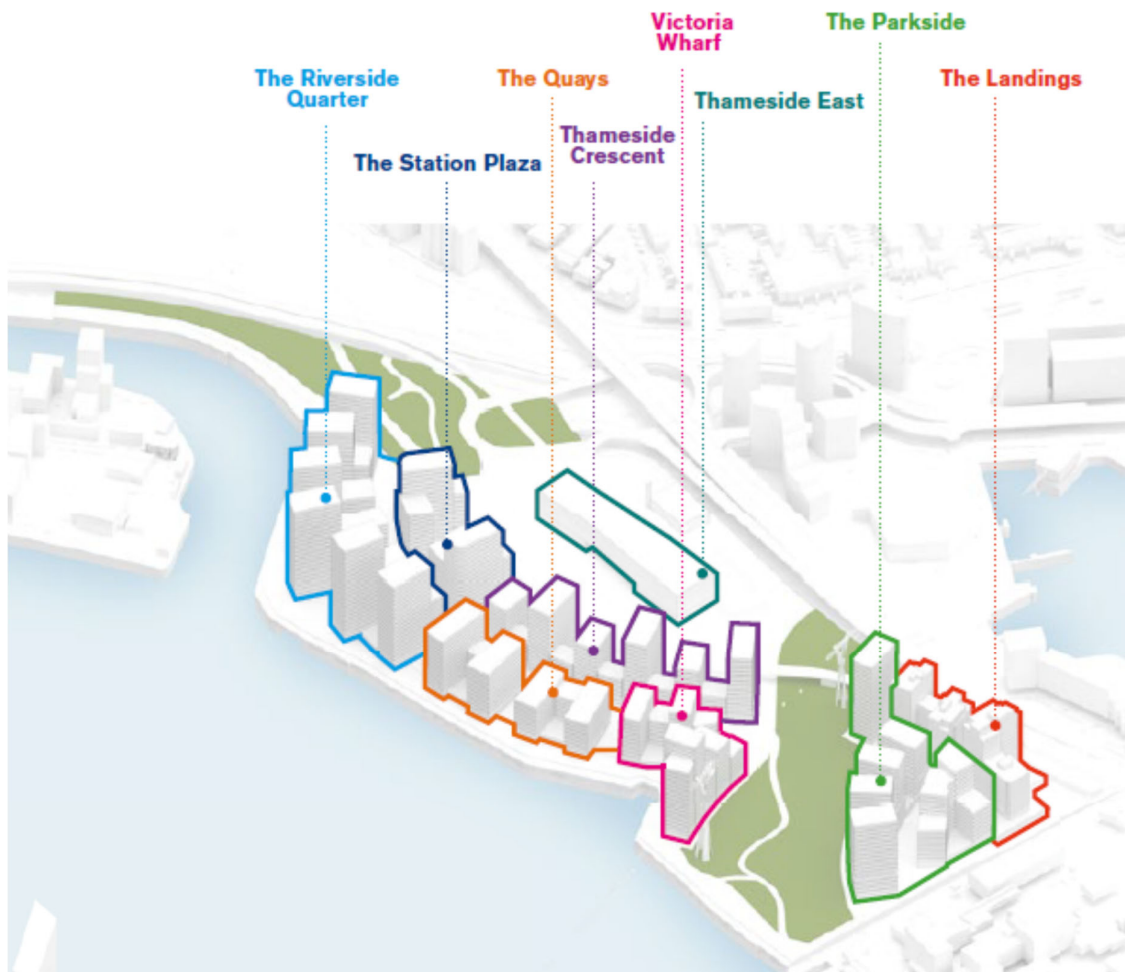 Victoria
Wharf
The Parkside
The Riverside
Quarter
The Quays
The Landings
Thameside East
Thameside
Crescent
The Station Plaza